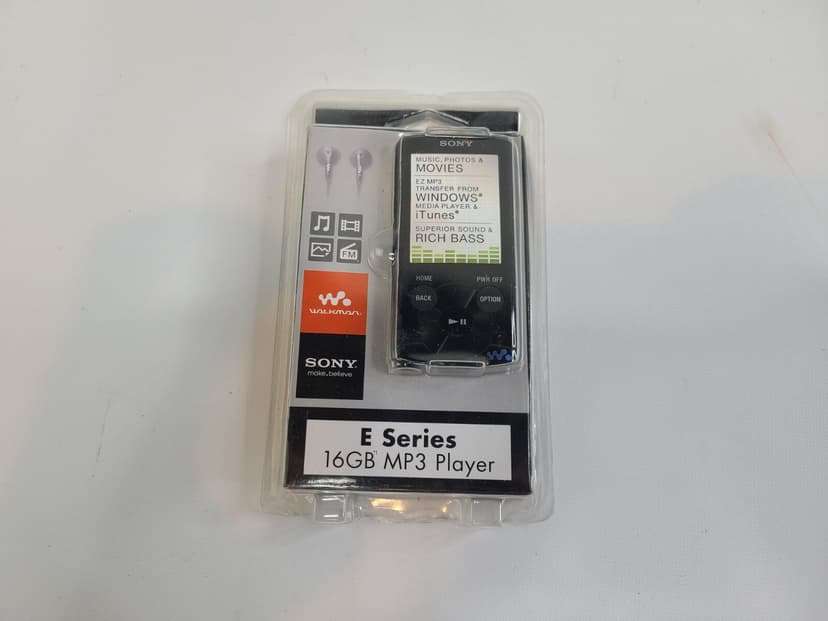 SONY
MUSIC, PHOTOS &
MOVIES
EZ MP3
TRANSFER FROM
WINDOWS®
MEDIA PLAYER &
iTunes®
SUPERIOR SOUND &
RICH BASS
FM
HOME
PWR OFF
BACK
OPTION
WALKMAN
SONY
make.believe
E Series
16GB MP3 Player